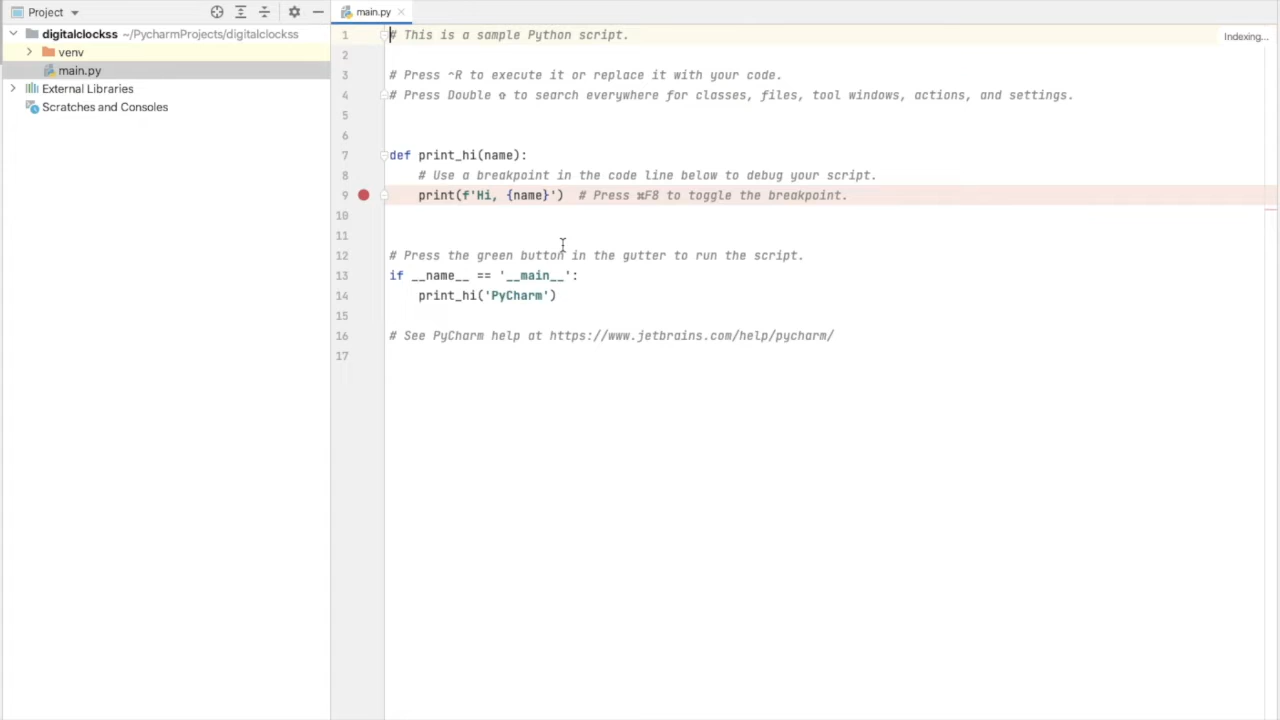 Project
digitalclockss ~/PycharmProjects/digitalclockss
venv
main.py
External Libraries
Scratches and Consoles
main.py
Indexing...
1 # This is a sample Python script.
2
3 # Press ⌃R to execute it or replace it with your code.
4 # Press Double ⇧ to search everywhere for classes, files, tool windows, actions, and settings.
5
6
7 def print_hi(name):
8 # Use a breakpoint in the code line below to debug your script.
9 print(f'Hi, {name}') # Press ⌘F8 to toggle the breakpoint.
10
11
12 # Press the green button in the gutter to run the script.
13 if __name__ == '__main__':
14 print_hi('PyCharm')
15
16 # See PyCharm help at https://www.jetbrains.com/help/pycharm/
17